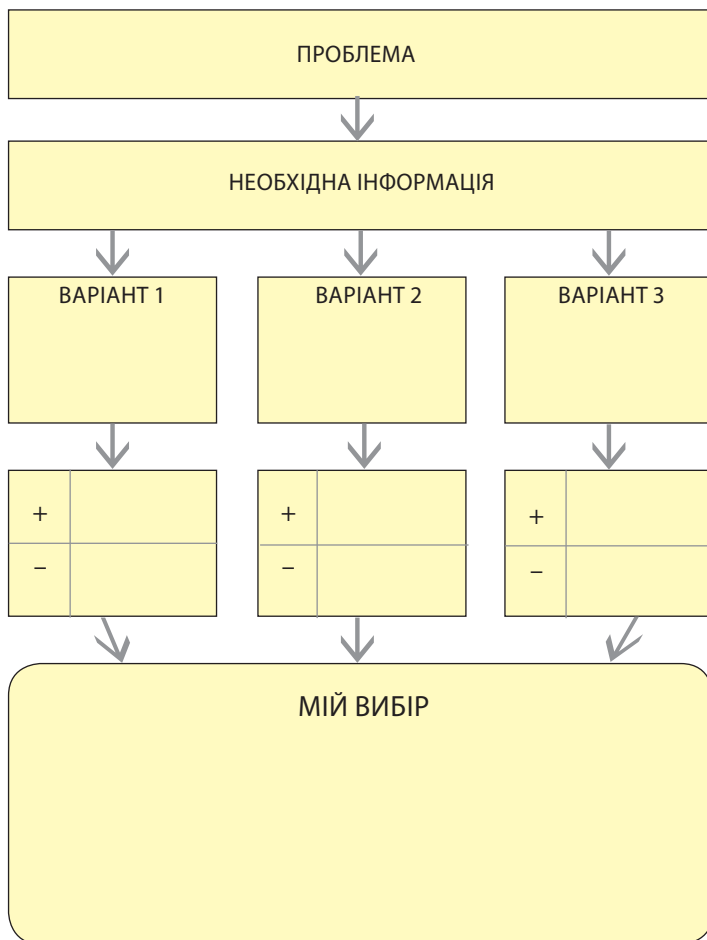 ПРОБЛЕМА
НЕОБХІДНА ІНФОРМАЦІЯ
ВАРІАНТ 1
ВАРІАНТ 2
ВАРІАНТ 3
+
+
+
–
–
–
МІЙ ВИБІР